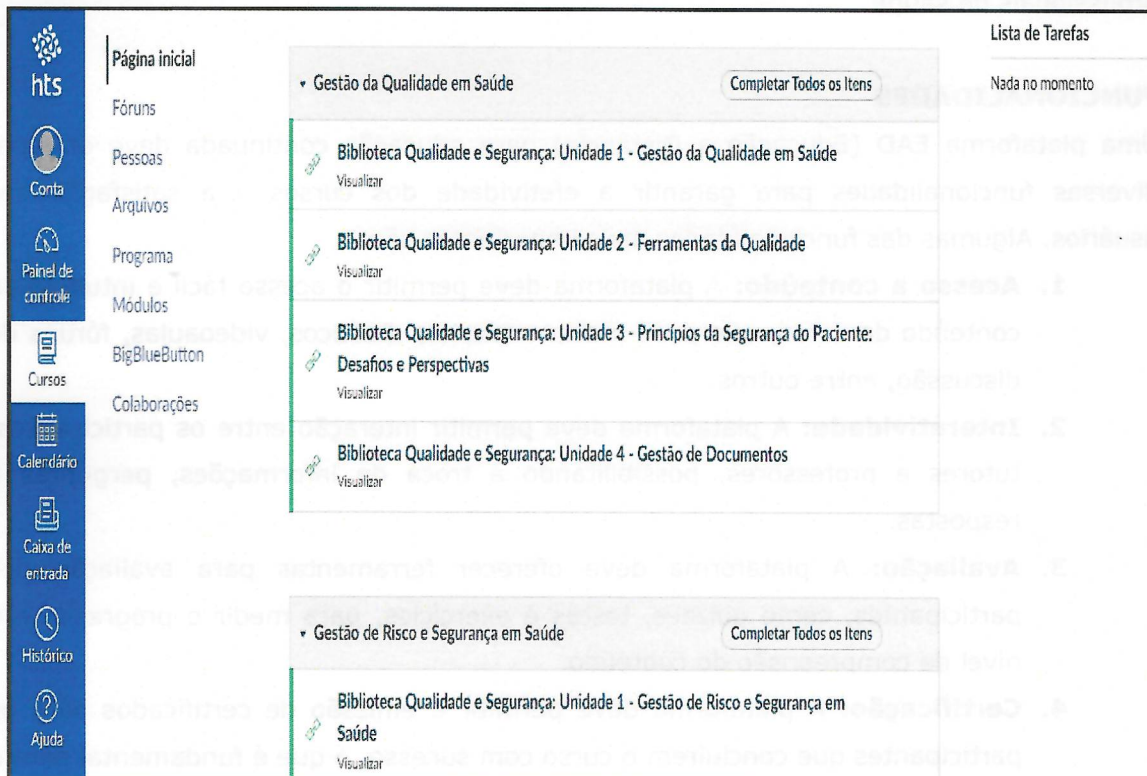 hts
Conta
Painel de
controle
Cursos
Calendário
Caixa de
entrada
Histórico
Ajuda
Página inicial
Fóruns
Pessoas
Arquivos
Programa
Módulos
BigBlueButton
Colaborações
Gestão da Qualidade em Saúde
Completar Todos os Itens
Biblioteca Qualidade e Segurança: Unidade 1 - Gestão da Qualidade em Saúde
Visualizar
Biblioteca Qualidade e Segurança: Unidade 2 - Ferramentas da Qualidade
Visualizar
Biblioteca Qualidade e Segurança: Unidade 3 - Princípios da Segurança do Paciente:
Desafios e Perspectivas
Visualizar
Biblioteca Qualidade e Segurança: Unidade 4 - Gestão de Documentos
Visualizar
Gestão de Risco e Segurança em Saúde
Completar Todos os Itens
Biblioteca Qualidade e Segurança: Unidade 1 - Gestão de Risco e Segurança em
Saúde
Visualizar
Lista de Tarefas
Nada no momento